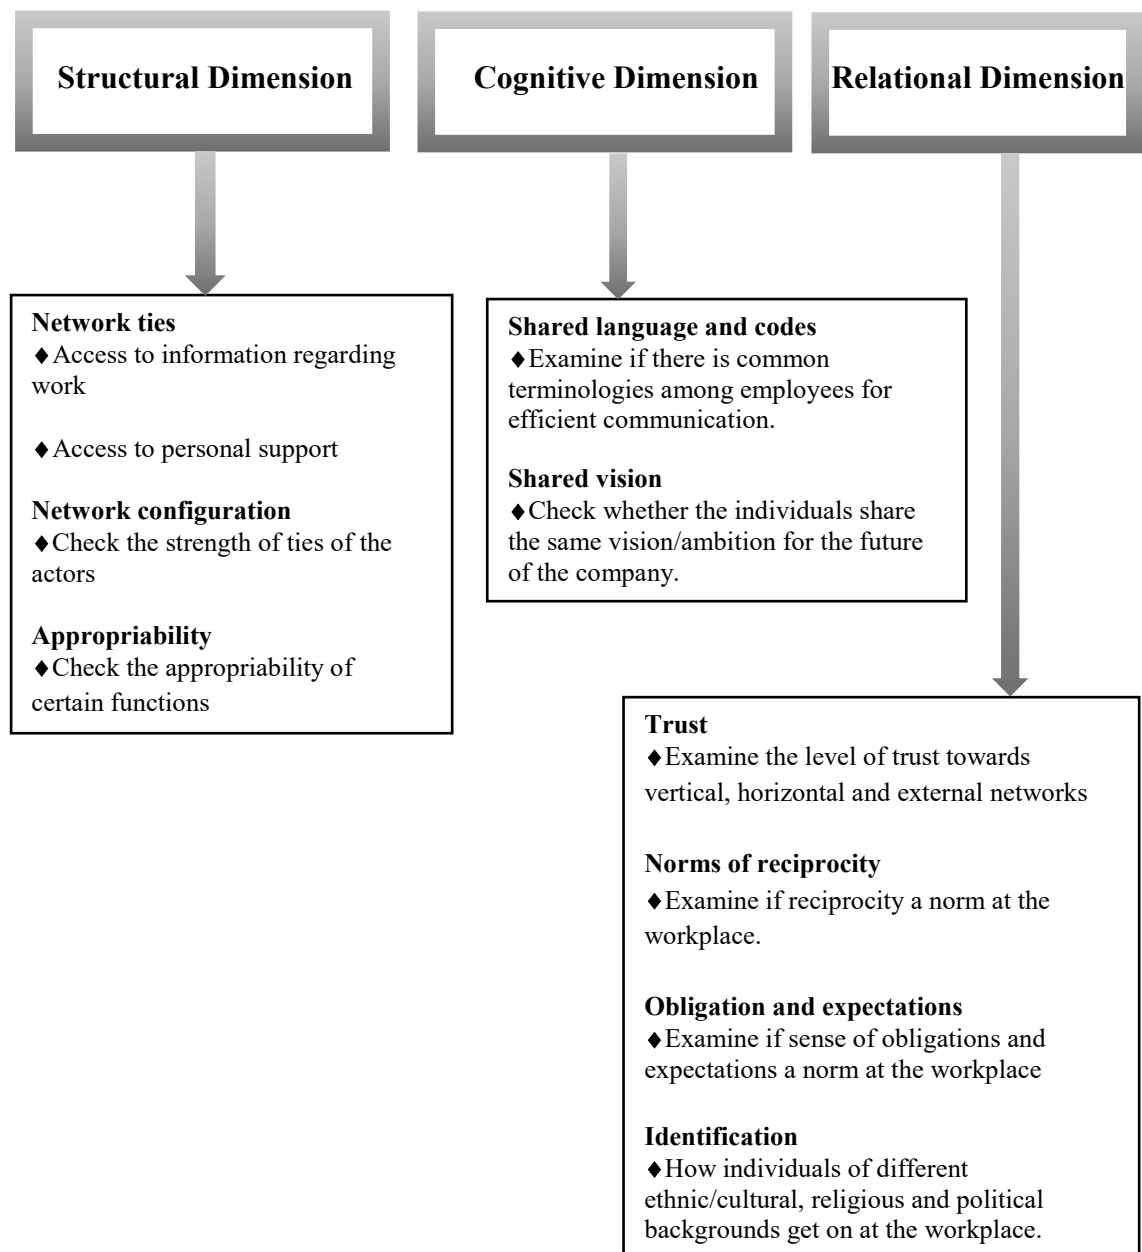 Structural Dimension
Cognitive Dimension
Relational Dimension
Network ties
♦Access to information regarding
work
♦Access to personal support
Network configuration
♦Check the strength of ties of the
actors
Appropriability
♦Check the appropriability of
certain functions
Shared language and codes
♦Examine if there is common
terminologies among employees for
efficient communication.
Shared vision
♦Check whether the individuals share
the same vision/ambition for the future
of the company.
Trust
♦Examine the level of trust towards
vertical, horizontal and external networks
Norms of reciprocity
♦Examine if reciprocity a norm at the
workplace.
Obligation and expectations
♦Examine if sense of obligations and
expectations a norm at the workplace
Identification
♦How individuals of different
ethnic/cultural, religious and political
backgrounds get on at the workplace.